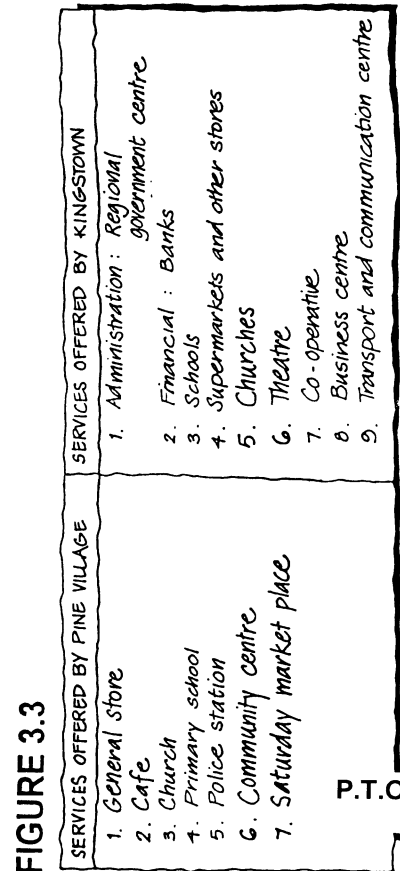 FIGURE 3.3
SERVICES OFFERED BY PINE VILLAGE
1. General store
2. Cafe
3. Church
4. Primary school
5. Police station
6. Community centre
7. Saturday market place
SERVICES OFFERED BY KINGSTOWN
1. Administration : Regional
government centre
2. Financial : Banks
3. Schools
4. Supermarkets and other stores
5. Churches
6. Theatre
7. Co-operative
8. Business centre
9. Transport and communication centre
P.T.O